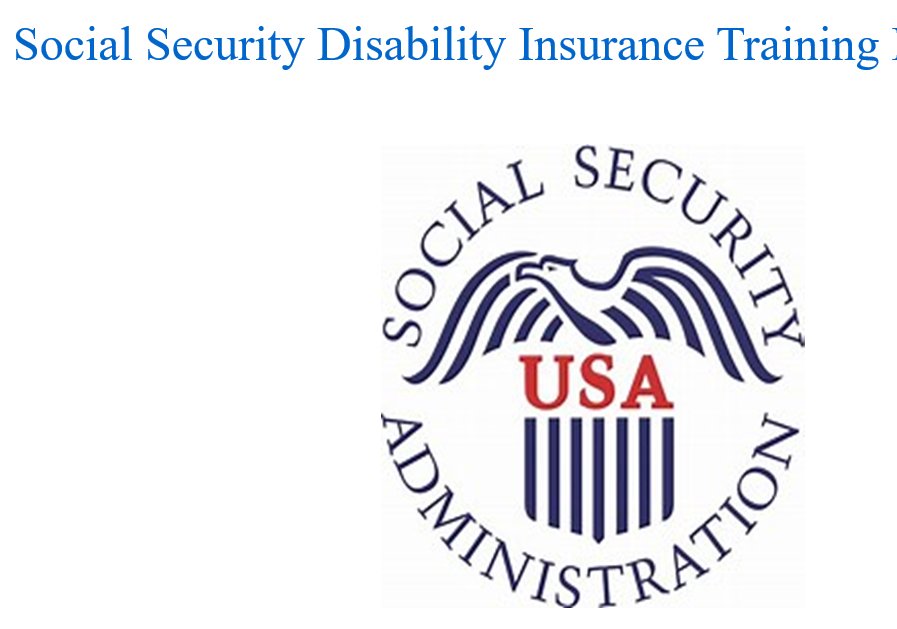 Social Security Disability Insurance Training
SOCIAL SECURITY
USA
ADMINISTRATION